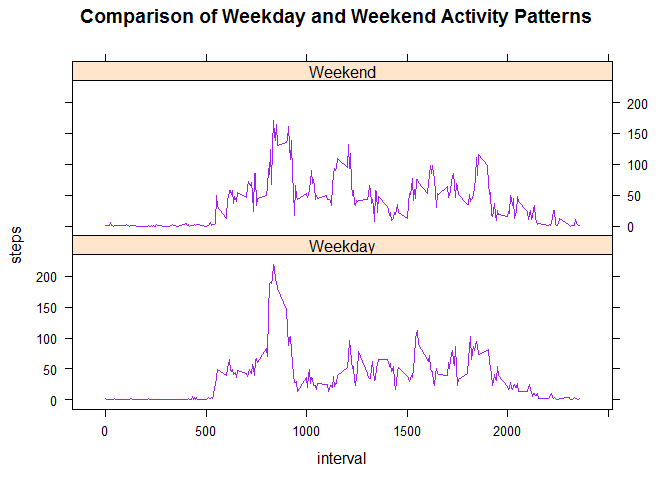 Comparison of Weekday and Weekend Activity Patterns
Weekend
200
150
100
50
0
Weekday
200
150
100
50
0
steps
0 500 1000 1500 2000
interval